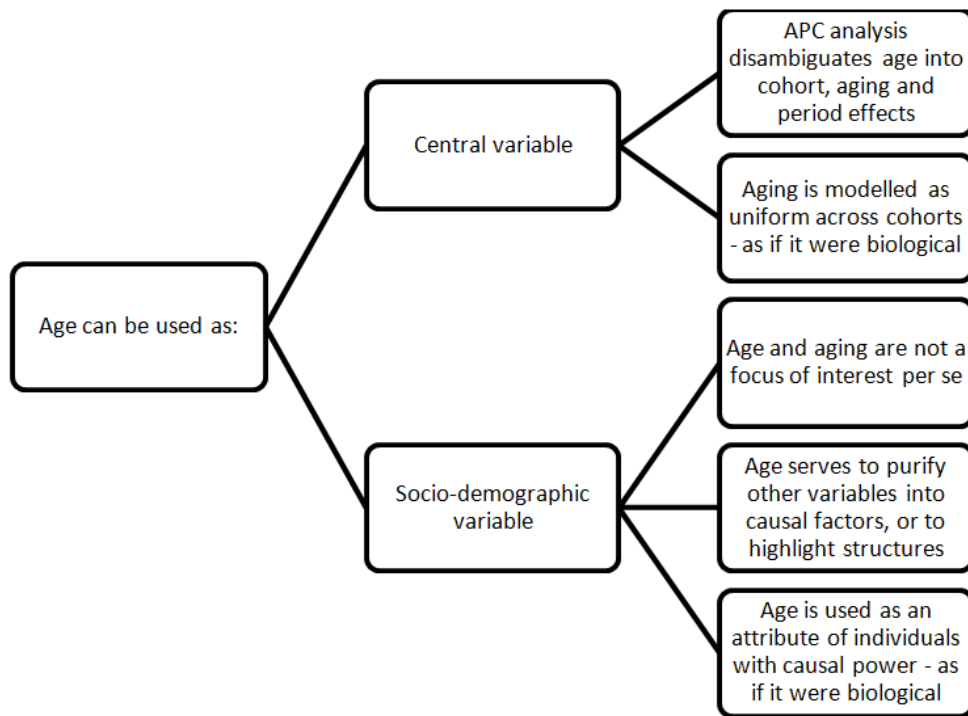 Age can be used as:
Central variable
APC analysis
disambiguates age into
cohort, aging and
period effects
Aging is modelled as
uniform across cohorts
- as if it were biological
Socio-demographic
variable
Age and aging are not a
focus of interest per se
Age serves to purify
other variables into
causal factors, or to
highlight structures
Age is used as an
attribute of individuals
with causal power - as
if it were biological